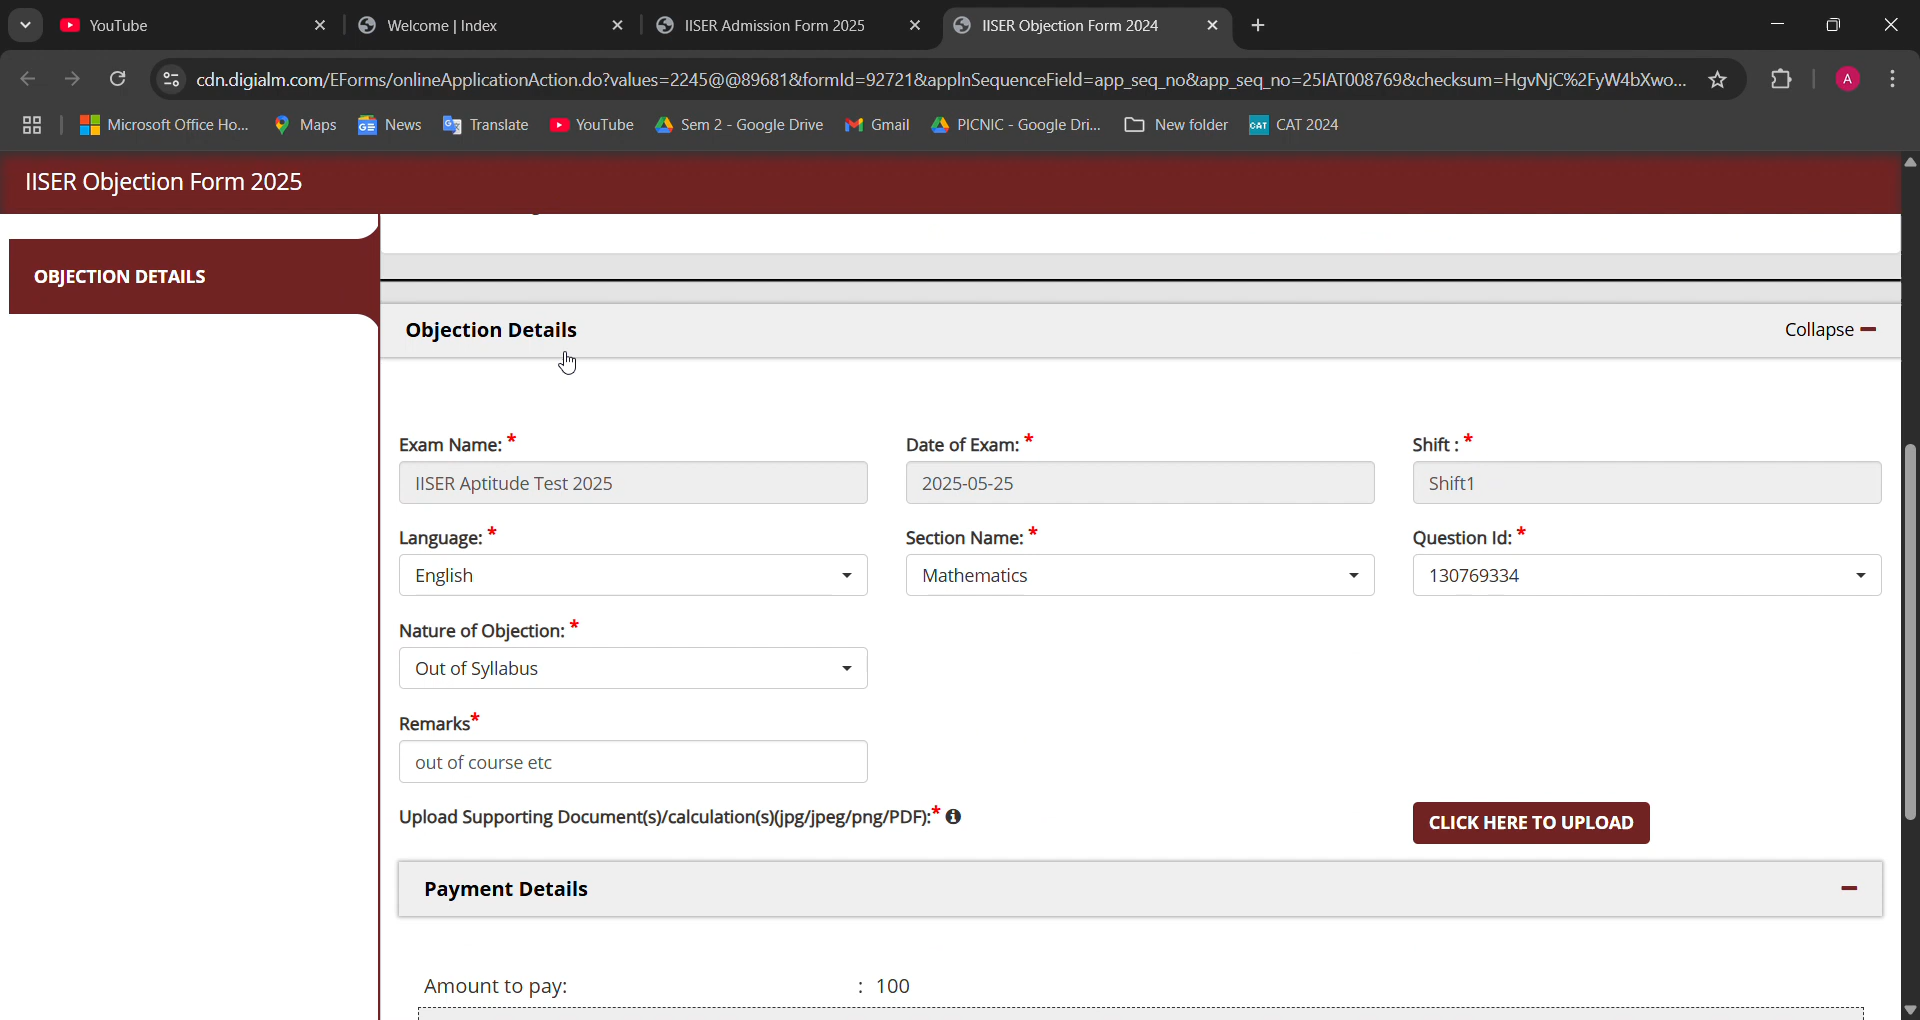 YouTube
Welcome | Index
IISER Admission Form 2025
IISER Objection Form 2024
cdn.digialm.com/EForms/onlineApplicationAction.do?values=2245@@89681&formId=92721&applnSequenceField=app_seq_no&app_seq_no=25IAT008769&checksum=HgvNjC%2FyW4bXwo...
A
Microsoft Office Ho...
Maps
News
Translate
YouTube
Sem 2 - Google Drive
Gmail
PICNIC - Google Dri...
New folder
CAT CAT 2024
IISER Objection Form 2025
OBJECTION DETAILS
Objection Details
Collapse
Exam Name: * Date of Exam: * Shift : *
IISER Aptitude Test 2025 2025-05-25 Shift1
Language: * Section Name: * Question Id: *
English Mathematics 130769334
Nature of Objection: *
Out of Syllabus
Remarks*
out of course etc
Upload Supporting Document(s)/calculation(s)(jpg/jpeg/png/PDF):*
CLICK HERE TO UPLOAD
Payment Details
Amount to pay: : 100